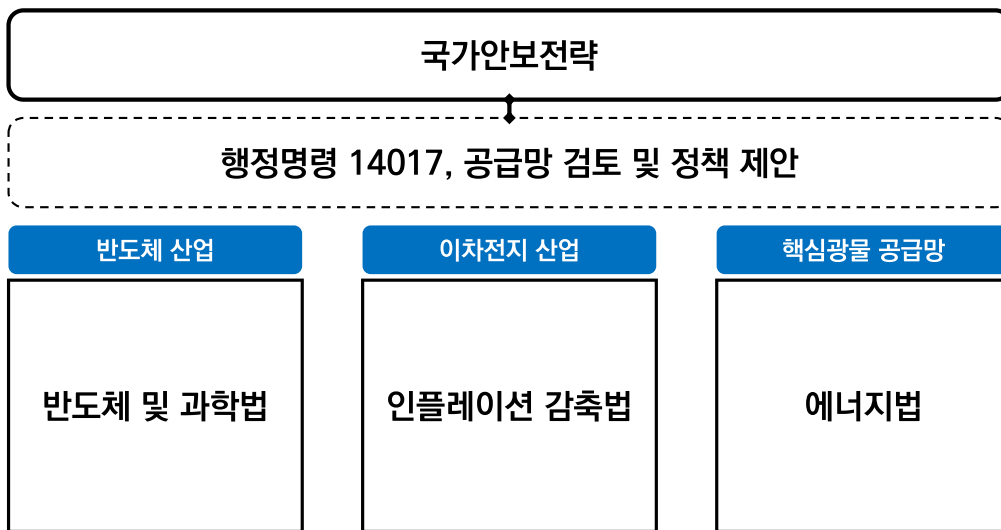 국가안보전략
행정명령 14017, 공급망 검토 및 정책 제안
반도체 산업
이차전지 산업
핵심광물 공급망
반도체 및 과학법
인플레이션 감축법
에너지법